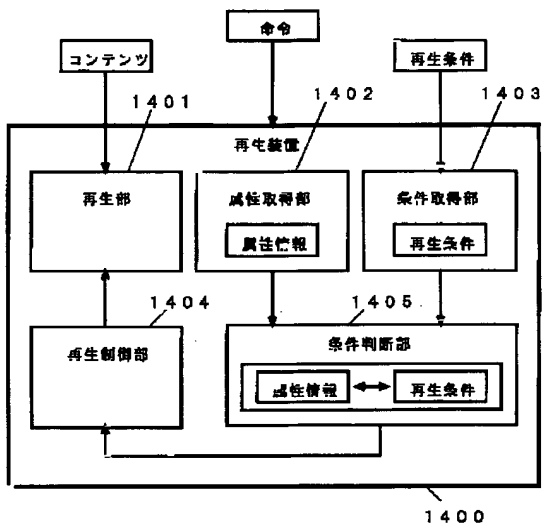 命令
コンテンツ
再生条件
1401
1402
1403
再生装置
再生部
属性取得部
条件取得部
属性情報
再生条件
1404
1405
再生制御部
条件判断部
属性情報
再生条件
1400